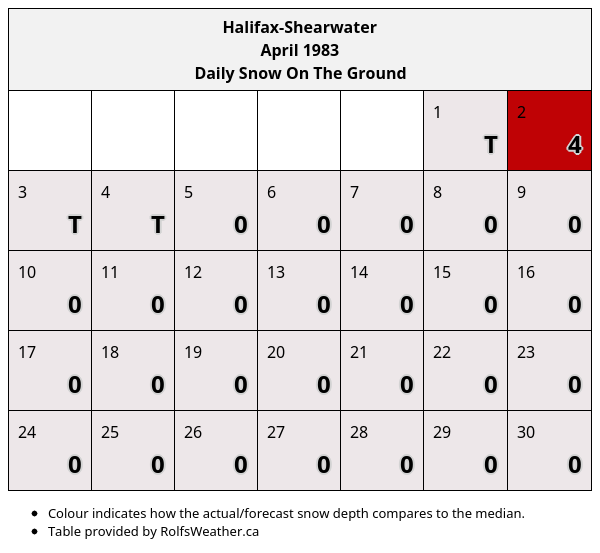 Halifax-Shearwater
April 1983
Daily Snow On The Ground
1 2
T 4
3 4 5 6 7 8 9
T T 0 0 0 0 0
10 11 12 13 14 15 16
0 0 0 0 0 0 0
17 18 19 20 21 22 23
0 0 0 0 0 0 0
24 25 26 27 28 29 30
0 0 0 0 0 0 0
• Colour indicates how the actual/forecast snow depth compares to the median.
• Table provided by RolfsWeather.ca